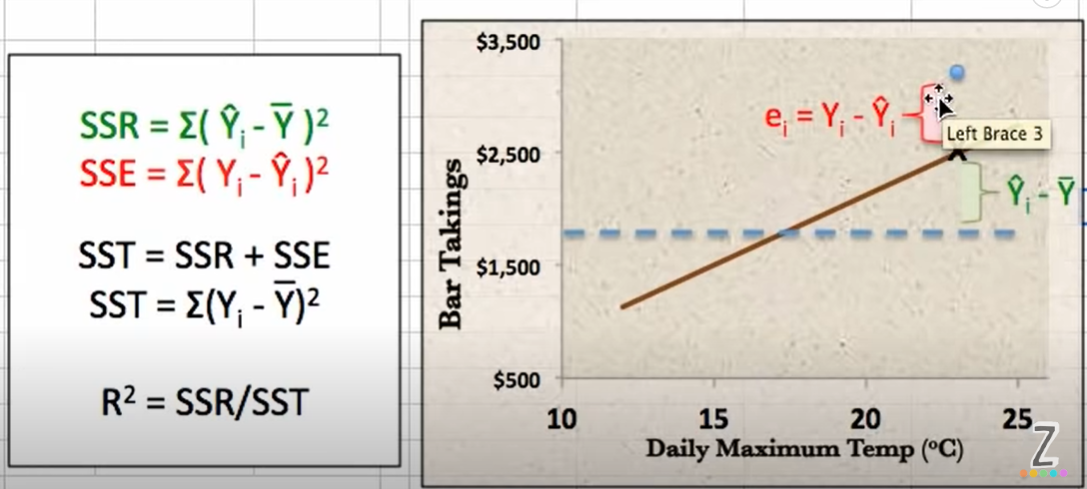 SSR = Σ( Ŷᵢ - Ȳ )²
SSE = Σ( Yᵢ - Ŷᵢ )²
SST = SSR + SSE
SST = Σ(Yᵢ - Ȳ)²
R² = SSR/SST
$3,500
$2,500
$1,500
$500
Bar Takings
eᵢ = Yᵢ - Ŷᵢ
Left Brace 3
Ŷᵢ - Ȳ
10 15 20 25
Daily Maximum Temp (ºC)
Z